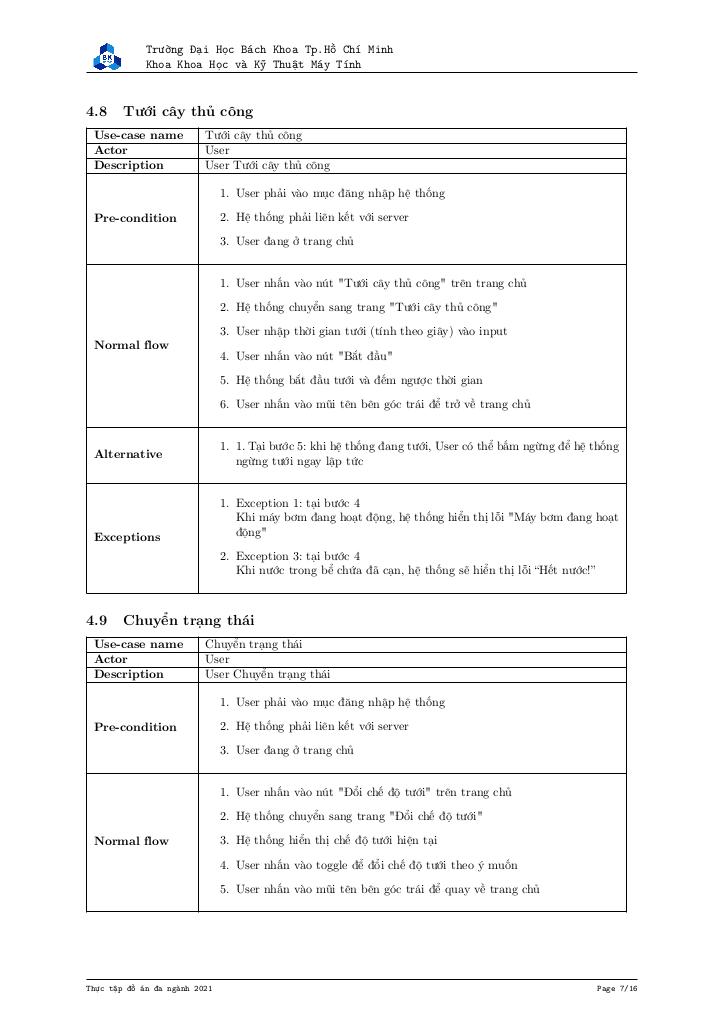 BK
Trường Đại Học Bách Khoa Tp.Hồ Chí Minh
Khoa Khoa Học và Kỹ Thuật Máy Tính
4.8 Tưới cây thủ công
Use-case name Tưới cây thủ công
Actor User
Description User Tưới cây thủ công
Pre-condition
1. User phải vào mục đăng nhập hệ thống
2. Hệ thống phải liên kết với server
3. User đang ở trang chủ
Normal flow
1. User nhấn vào nút "Tưới cây thủ công" trên trang chủ
2. Hệ thống chuyển sang trang "Tưới cây thủ công"
3. User nhập thời gian tưới (tính theo giây) vào input
4. User nhấn vào nút "Bắt đầu"
5. Hệ thống bắt đầu tưới và đếm ngược thời gian
6. User nhấn vào mũi tên bên góc trái để trở về trang chủ
Alternative
1. 1. Tại bước 5: khi hệ thống đang tưới, User có thể bấm ngừng để hệ thống
ngừng tưới ngay lập tức
Exceptions
1. Exception 1: tại bước 4
Khi máy bơm đang hoạt động, hệ thống hiển thị lỗi "Máy bơm đang hoạt
động"
2. Exception 3: tại bước 4
Khi nước trong bể chứa đã cạn, hệ thống sẽ hiển thị lỗi “Hết nước!”
4.9 Chuyển trạng thái
Use-case name Chuyển trạng thái
Actor User
Description User Chuyển trạng thái
Pre-condition
1. User phải vào mục đăng nhập hệ thống
2. Hệ thống phải liên kết với server
3. User đang ở trang chủ
Normal flow
1. User nhấn vào nút "Đổi chế độ tưới" trên trang chủ
2. Hệ thống chuyển sang trang "Đổi chế độ tưới"
3. Hệ thống hiển thị chế độ tưới hiện tại
4. User nhấn vào toggle để đổi chế độ tưới theo ý muốn
5. User nhấn vào mũi tên bên góc trái để quay về trang chủ
Thực tập đồ án đa ngành 2021 Page 7/16